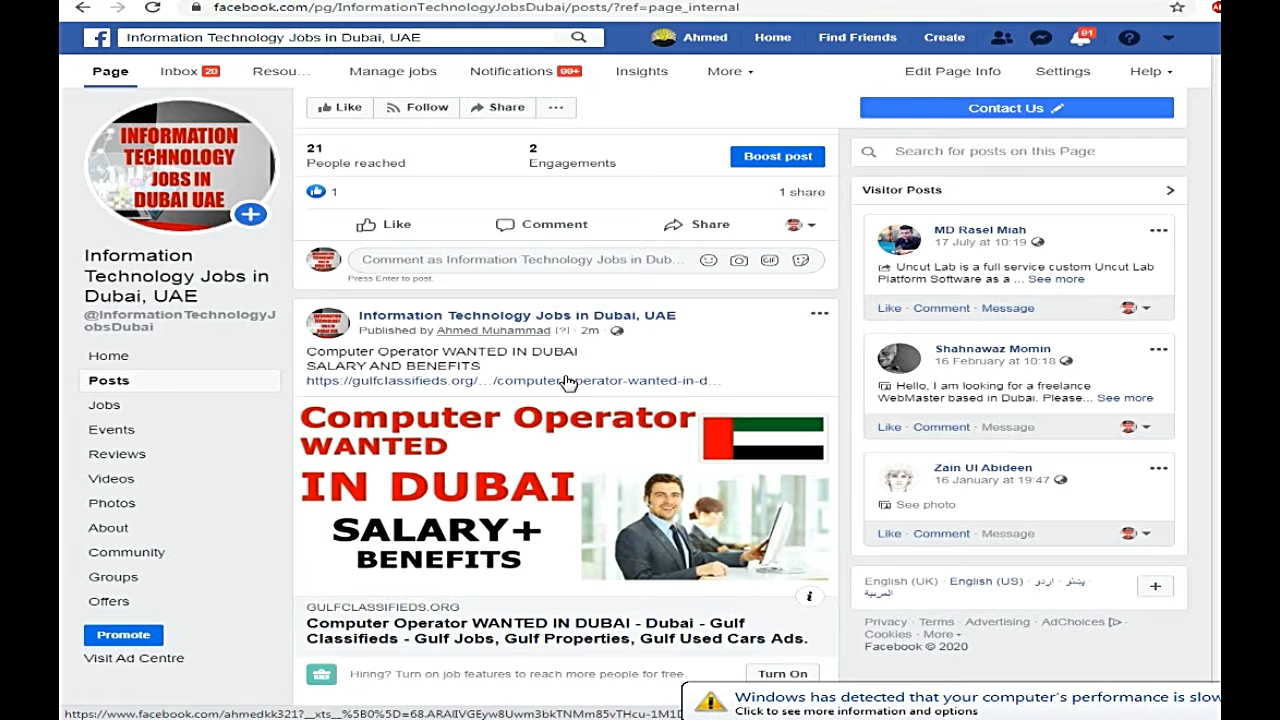 facebook.com/pg/InformationTechnologyJobsDubai/posts/?ref=page_internal
Information Technology Jobs in Dubai, UAE
Ahmed Home Find Friends Create 81
Page Inbox 20 Resou... Manage jobs Notifications 99+ Insights More Edit Page Info Settings Help
INFORMATION
TECHNOLOGY
JOBS IN
DUBAI UAE
Information
Technology Jobs in
Dubai, UAE
@InformationTechnologyJ
obsDubai
Home
Posts
Jobs
Events
Reviews
Videos
Photos
About
Community
Groups
Offers
Promote
Visit Ad Centre
Like Follow Share ...
21
People reached
2
Engagements
Boost post
1
1 share
Like Comment Share
Comment as Information Technology Jobs in Dub... GIF
Press Enter to post.
Information Technology Jobs in Dubai, UAE
Published by Ahmed Muhammad [?] · 2m ·
Computer Operator WANTED IN DUBAI
SALARY AND BENEFITS
https://gulfclassifieds.org/.../computer-operator-wanted-in-d...
Computer Operator
WANTED
IN DUBAI
SALARY+
BENEFITS
GULFCLASSIFIEDS.ORG
Computer Operator WANTED IN DUBAI - Dubai - Gulf
Classifieds - Gulf Jobs, Gulf Properties, Gulf Used Cars Ads.
Hiring? Turn on job features to reach more people for free. Turn On
Contact Us
Search for posts on this Page
Visitor Posts
MD Rasel Miah
17 July at 10:19 ·
Uncut Lab is a full service custom Uncut Lab
Platform Software as a ... See more
Like · Comment · Message
Shahnawaz Momin
16 February at 10:18 ·
Hello, I am looking for a freelance
WebMaster based in Dubai. Please... See more
Like · Comment · Message
Zain Ul Abideen
16 January at 19:47 ·
See photo
Like · Comment · Message
English (UK) · English (US) · اردو · پښتو ·
العربية
Privacy · Terms · Advertising · AdChoices ·
Cookies · More
Facebook © 2020
Windows has detected that your computer's performance is slow
Click to see more information and options